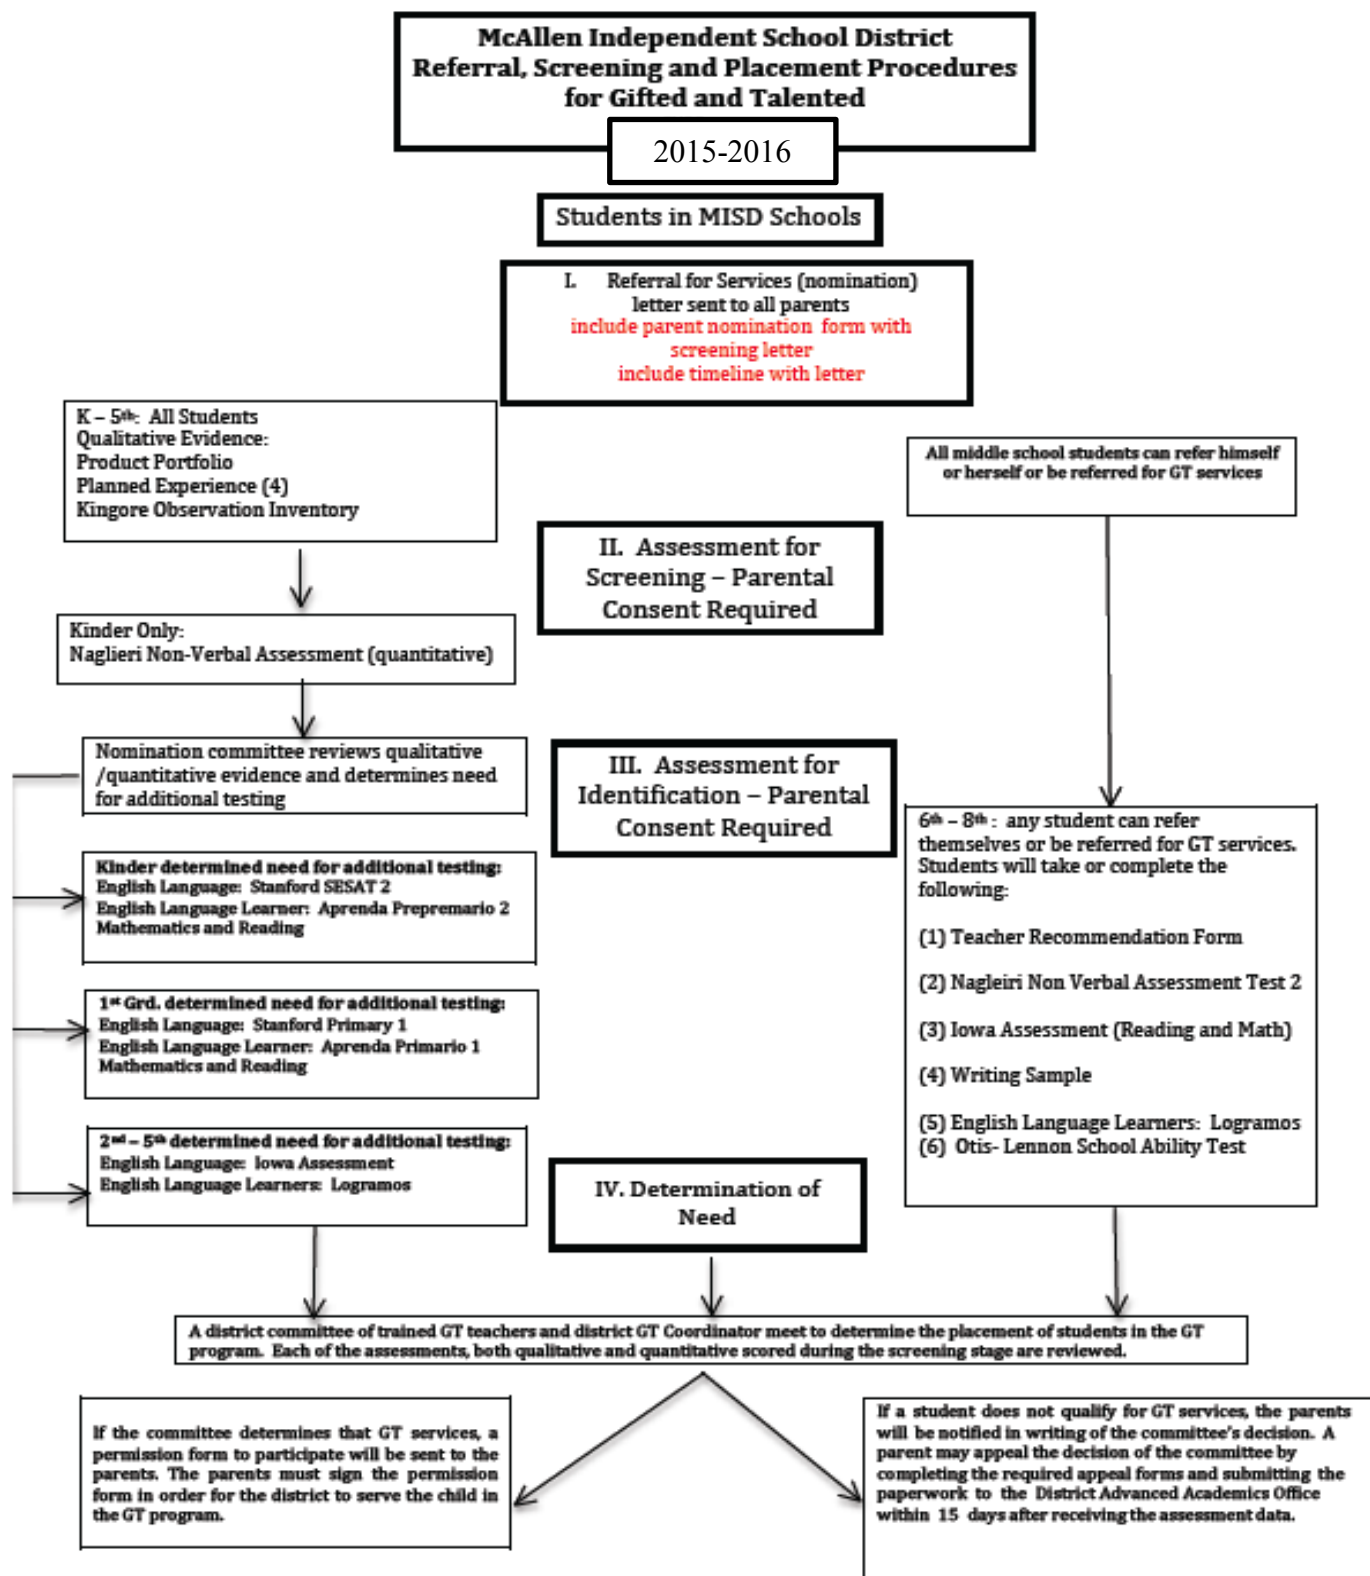 McAllen Independent School District
Referral, Screening and Placement Procedures
for Gifted and Talented
2015-2016
Students in MISD Schools
I. Referral for Services (nomination)
letter sent to all parents
include parent nomination form with
screening letter
include timeline with letter
K – 5th: All Students
Qualitative Evidence:
Product Portfolio
Planned Experience (4)
Kingore Observation Inventory
All middle school students can refer himself
or herself or be referred for GT services
II. Assessment for
Screening – Parental
Consent Required
Kinder Only:
Naglieri Non-Verbal Assessment (quantitative)
Nomination committee reviews qualitative
/quantitative evidence and determines need
for additional testing
III. Assessment for
Identification – Parental
Consent Required
Kinder determined need for additional testing:
English Language: Stanford SESAT 2
English Language Learner: Aprenda Prepremario 2
Mathematics and Reading
1st Grd. determined need for additional testing:
English Language: Stanford Primary 1
English Language Learner: Aprenda Primario 1
Mathematics and Reading
2nd – 5th determined need for additional testing:
English Language: Iowa Assessment
English Language Learners: Logramos
6th – 8th : any student can refer
themselves or be referred for GT services.
Students will take or complete the
following:
(1) Teacher Recommendation Form
(2) Nagleiri Non Verbal Assessment Test 2
(3) Iowa Assessment (Reading and Math)
(4) Writing Sample
(5) English Language Learners: Logramos
(6) Otis- Lennon School Ability Test
IV. Determination of
Need
A district committee of trained GT teachers and district GT Coordinator meet to determine the placement of students in the GT
program. Each of the assessments, both qualitative and quantitative scored during the screening stage are reviewed.
If the committee determines that GT services, a
permission form to participate will be sent to the
parents. The parents must sign the permission
form in order for the district to serve the child in
the GT program.
If a student does not qualify for GT services, the parents
will be notified in writing of the committee's decision. A
parent may appeal the decision of the committee by
completing the required appeal forms and submitting the
paperwork to the District Advanced Academics Office
within 15 days after receiving the assessment data.